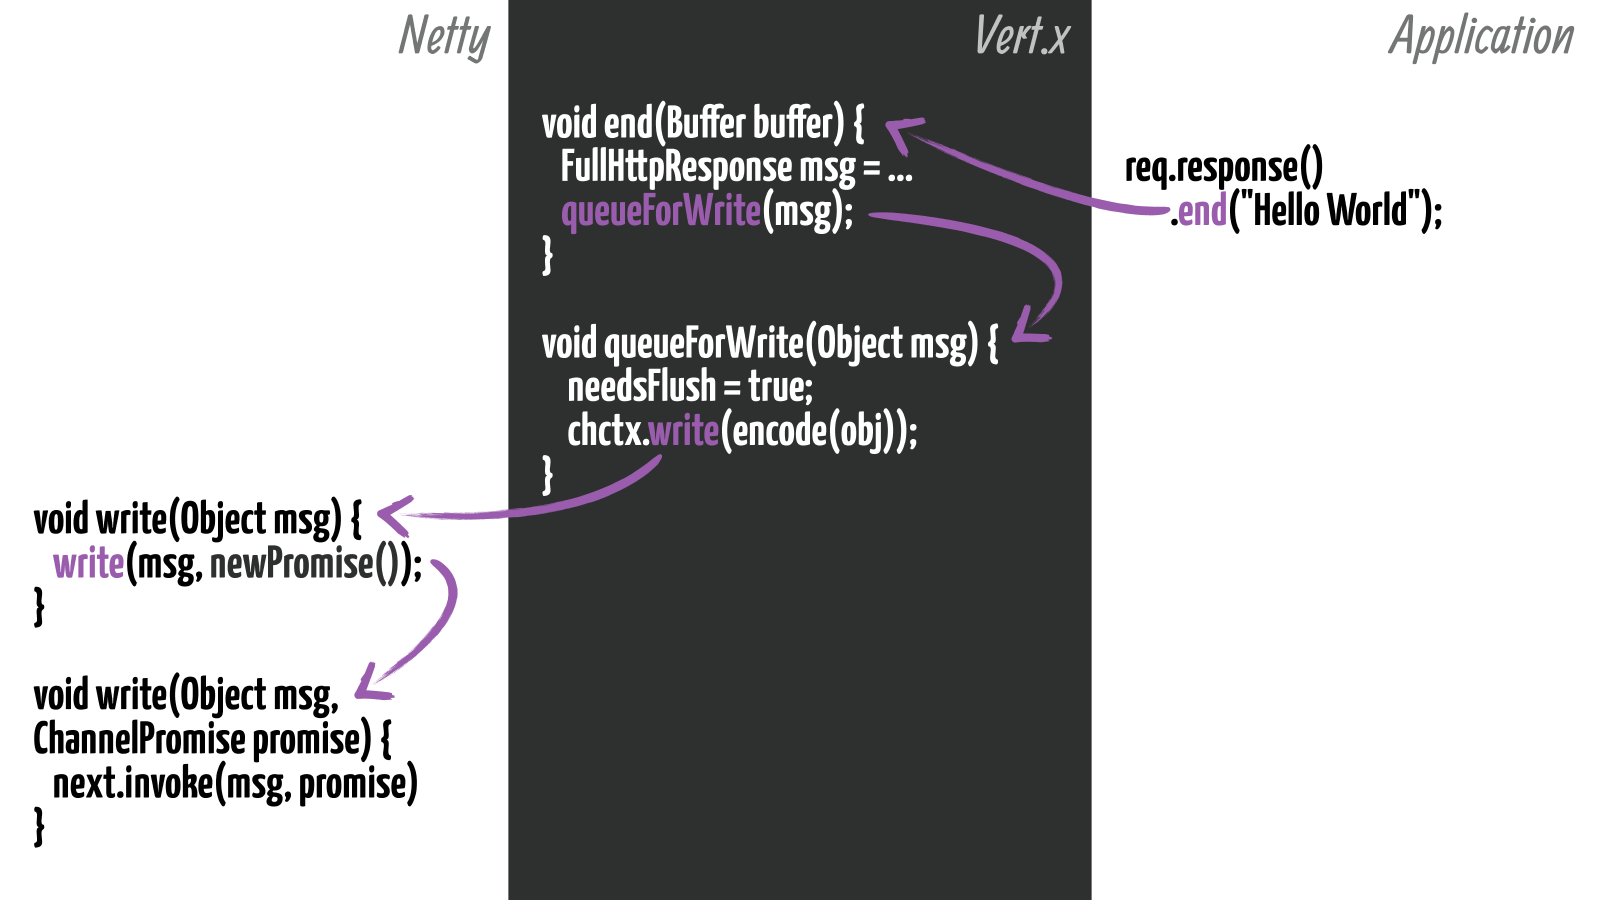 Netty
Vert.x
Application
void end(Buffer buffer) {
FullHttpResponse msg = ...
queueForWrite(msg);
}
req.response()
.end("Hello World");
void queueForWrite(Object msg) {
needsFlush = true;
chctx.write(encode(obj));
}
void write(Object msg) {
write(msg, newPromise());
}
void write(Object msg,
ChannelPromise promise) {
next.invoke(msg, promise)
}